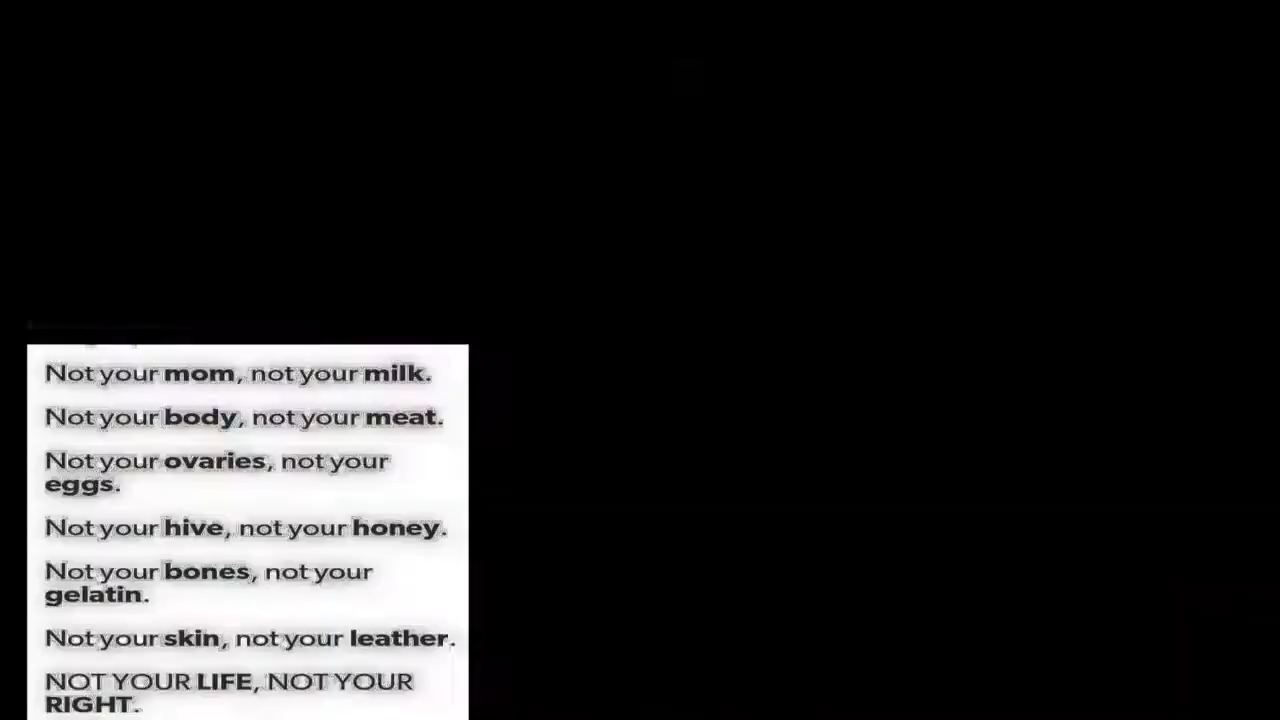 Not your mom, not your milk.
Not your body, not your meat.
Not your ovaries, not your
eggs.
Not your hive, not your honey.
Not your bones, not your
gelatin.
Not your skin, not your leather.
NOT YOUR LIFE, NOT YOUR
RIGHT.